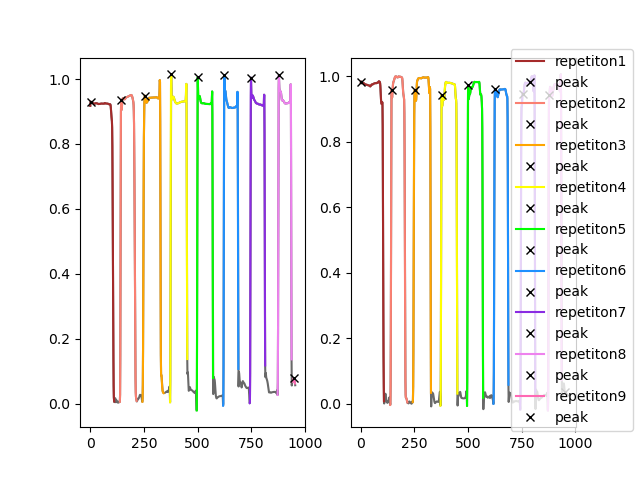 1.0
0.8
0.6
0.4
0.2
0.0
0
250
500
750
1000
1.0
0.8
0.6
0.4
0.2
0.0
0
250
500
750
1000
repetiton1
peak
repetiton2
peak
repetiton3
peak
repetiton4
peak
repetiton5
peak
repetiton6
peak
repetiton7
peak
repetiton8
peak
repetiton9
peak